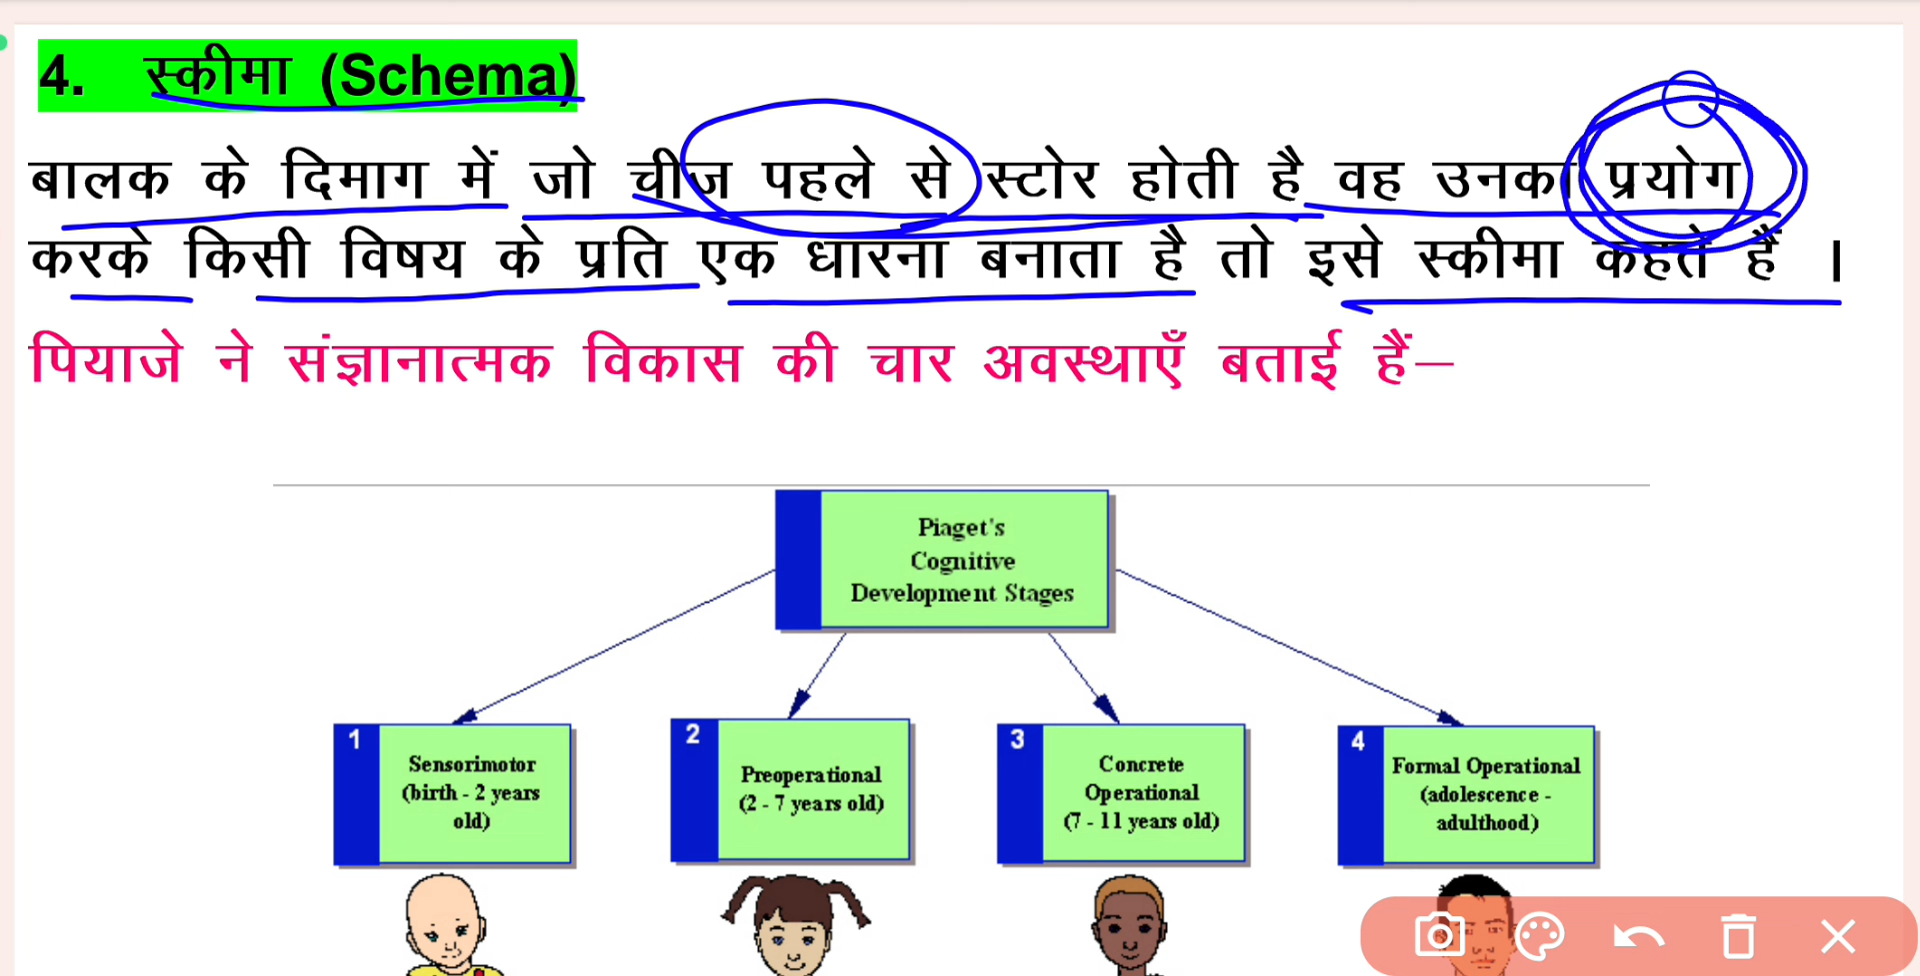 4. स्कीमा (Schema)
बालक के दिमाग में जो चीज पहले से स्टोर होती है वह उनका प्रयोग
करके किसी विषय के प्रति एक धारना बनाता है तो इसे स्कीमा कहते हैं ।
पियाजे ने संज्ञानात्मक विकास की चार अवस्थाएँ बताई हैं–
Piaget's
Cognitive
Development Stages
1
Sensorimotor
(birth - 2 years
old)
2
Preoperational
(2 - 7 years old)
3
Concrete
Operational
(7 - 11 years old)
4
Formal Operational
(adolescence -
adulthood)